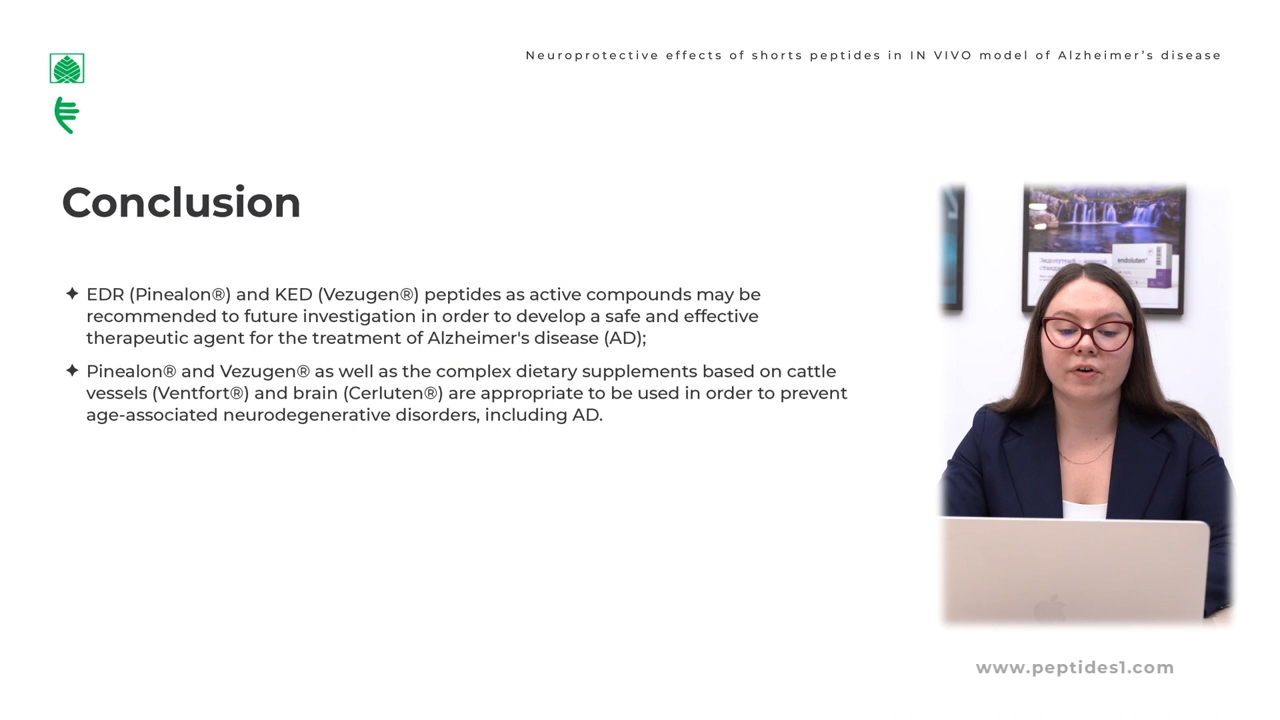 Neuroprotective effects of shorts peptides in IN VIVO model of Alzheimer’s disease
Conclusion
✦ EDR (Pinealon®) and KED (Vezugen®) peptides as active compounds may be
recommended to future investigation in order to develop a safe and effective
therapeutic agent for the treatment of Alzheimer's disease (AD);
✦ Pinealon® and Vezugen® as well as the complex dietary supplements based on cattle
vessels (Ventfort®) and brain (Cerluten®) are appropriate to be used in order to prevent
age-associated neurodegenerative disorders, including AD.
endoluten
www.peptides1.com